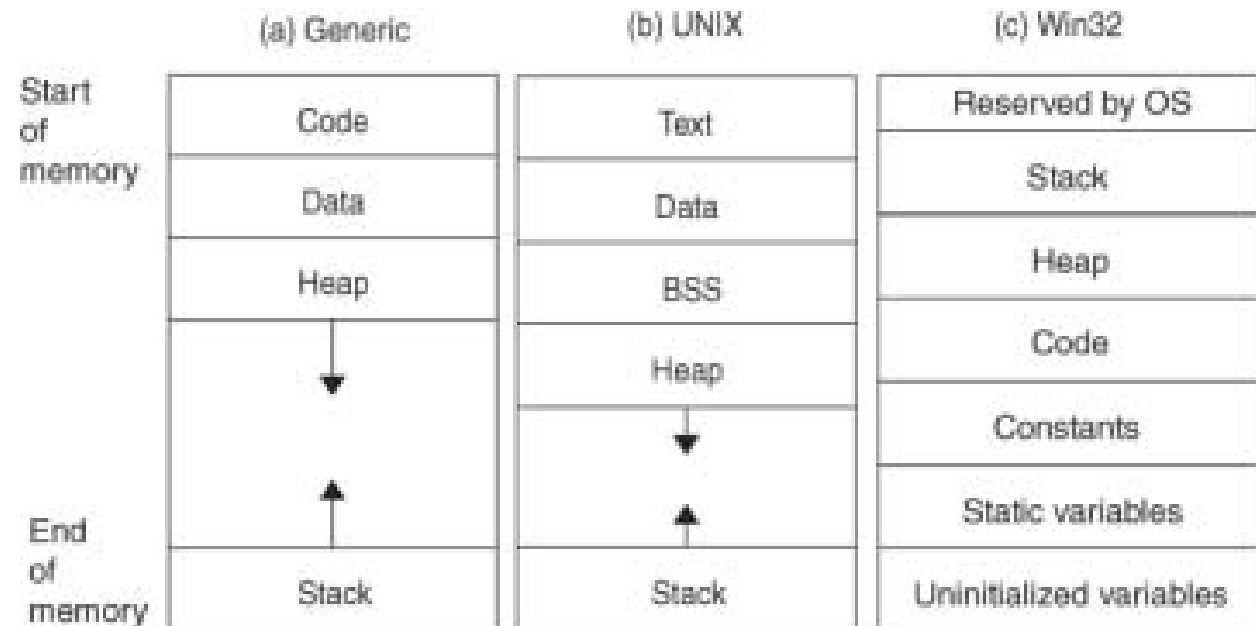 (a) Generic
(b) UNIX
(c) Win32
Start
of
memory
Code
Data
Heap
Stack
Text
Data
BSS
Heap
Stack
Reserved by OS
Stack
Heap
Code
Constants
Static variables
Uninitialized variables
End
of
memory